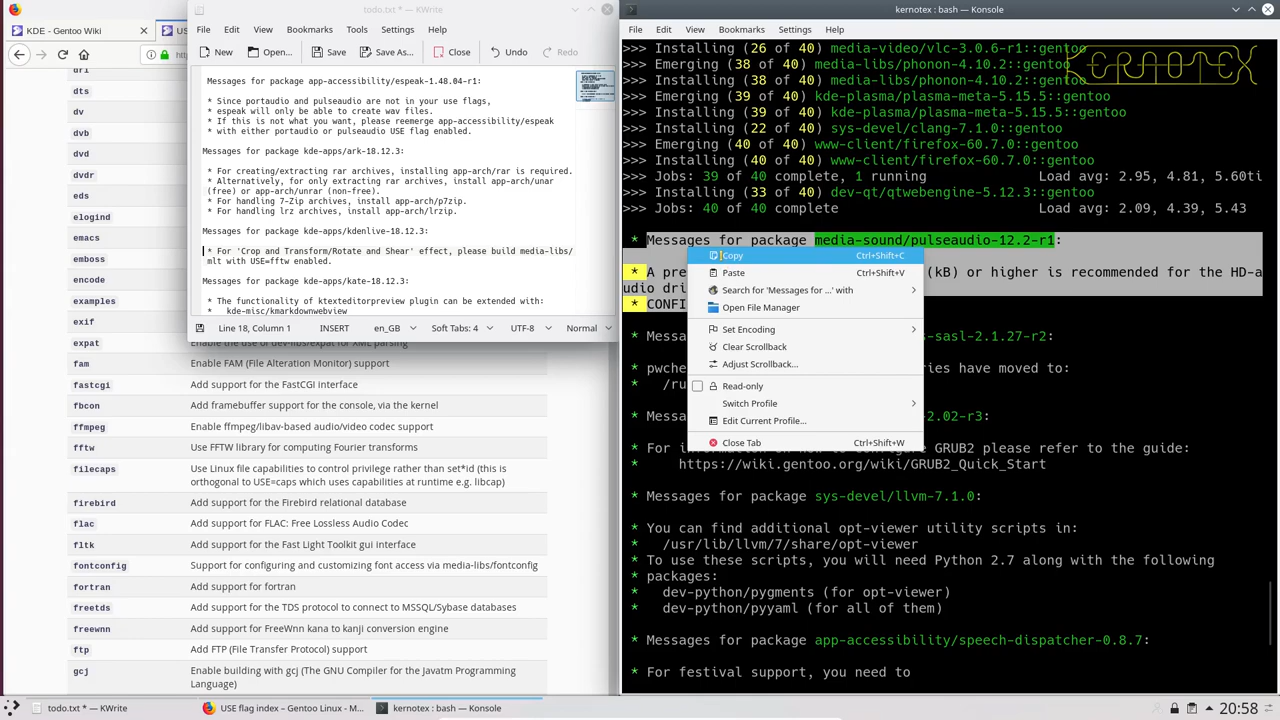 todo.txt * — KWrite
File Edit View Bookmarks Tools Settings Help
New Open... Save Save As... Close Undo Redo
Messages for package kde-apps/ark-18.12.3:
* Since portaudio and pulseaudio are not in your use flags,
* espeak will only be able to create wav files.
* If this is not what you want, please reemerge app-accessibility/espeak
* with either portaudio or pulseaudio USE flag enabled.
* For creating/extracting rar archives, installing app-arch/rar is required.
* Alternatively, for only extracting rar archives, install app-arch/unar
(free) or app-arch/unrar (non-free).
* For handling 7-zip archives, install app-arch/p7zip.
* For handling lrz archives, install app-arch/lrzip.
Messages for package kde-apps/kdenlive-18.12.3:
* For 'Crop and Transform/Rotate and Shear' effect, please build media-libs/
mlt with USE=fftw enabled.
Messages for package kde-apps/kate-18.12.3:
* The functionality of ktexteditorpreview plugin can be extended with:
* kde-misc/kmarkdownwebview
Line 18, Column 1 INSERT en_GB Soft Tabs: 4 UTF-8 Normal
KDE - Gentoo Wiki
dts
dv
dvb
dvd
dvdr
eds
elogind
emacs
emboss
encode
examples
exif
expat
fam Enable FAM (File Alteration Monitor) support
fastcgi Add support for the FastCGI interface
fbcon Add framebuffer support for the console, via the kernel
ffmpeg Enable ffmpeg/libav-based audio/video codec support
fftw Use FFTW library for computing Fourier transforms
filecaps Use Linux file capabilities to control privilege rather than set*id (this is
orthogonal to USE=caps which uses capabilities at runtime e.g. libcap)
firebird Add support for the Firebird relational database
flac Add support for FLAC: Free Lossless Audio Codec
fltk Add support for the Fast Light Toolkit gui interface
fontconfig Support for configuring and customizing font access via media-libs/fontconfig
fortran Add support for fortran
freetds Add support for the TDS protocol to connect to MSSQL/Sybase databases
freewnn Add support for FreeWnn kana to kanji conversion engine
ftp Add FTP (File Transfer Protocol) support
gcj Enable building with gcj (The GNU Compiler for the Javatm Programming
Language)
kernotex : bash — Konsole
File Edit View Bookmarks Settings Help
KERNOTEX
>>> Installing (26 of 40) media-video/vlc-3.0.6-r1::gentoo
>>> Emerging (38 of 40) media-libs/phonon-4.10.2::gentoo
>>> Installing (38 of 40) media-libs/phonon-4.10.2::gentoo
>>> Emerging (39 of 40) kde-plasma/plasma-meta-5.15.5::gentoo
>>> Installing (39 of 40) kde-plasma/plasma-meta-5.15.5::gentoo
>>> Installing (22 of 40) sys-devel/clang-7.1.0::gentoo
>>> Emerging (40 of 40) www-client/firefox-60.7.0::gentoo
>>> Installing (40 of 40) www-client/firefox-60.7.0::gentoo
>>> Jobs: 39 of 40 complete, 1 running Load avg: 2.95, 4.81, 5.60ti
>>> Installing (33 of 40) dev-qt/qtwebengine-5.12.3::gentoo
>>> Jobs: 40 of 40 complete Load avg: 2.09, 4.39, 5.43
* Messages for package media-sound/pulseaudio-12.2-r1:
* A pre (kB) or higher is recommended for the HD-a
udio dri
* CONFI
* Messa -sasl-2.1.27-r2:
* pwche ries have moved to:
* /ru
* Messa 2.02-r3:
* For in GRUB2 please refer to the guide:
* https://wiki.gentoo.org/wiki/GRUB2_Quick_Start
* Messages for package sys-devel/llvm-7.1.0:
* You can find additional opt-viewer utility scripts in:
* /usr/lib/llvm/7/share/opt-viewer
* To use these scripts, you will need Python 2.7 along with the following
* packages:
* dev-python/pygments (for opt-viewer)
* dev-python/pyyaml (for all of them)
* Messages for package app-accessibility/speech-dispatcher-0.8.7:
* For festival support, you need to
Copy Ctrl+Shift+C
Paste Ctrl+Shift+V
Search for 'Messages for ...' with
Open File Manager
Set Encoding
Clear Scrollback
Adjust Scrollback...
Read-only
Switch Profile
Edit Current Profile...
Close Tab Ctrl+Shift+W
todo.txt * — KWrite
USE flag index – Gentoo Linux - M...
kernotex : bash — Konsole
20:58